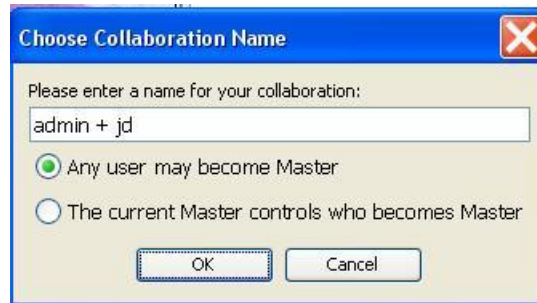 Choose Collaboration Name
Please enter a name for your collaboration:
admin + jd
Any user may become Master
The current Master controls who becomes Master
OK Cancel